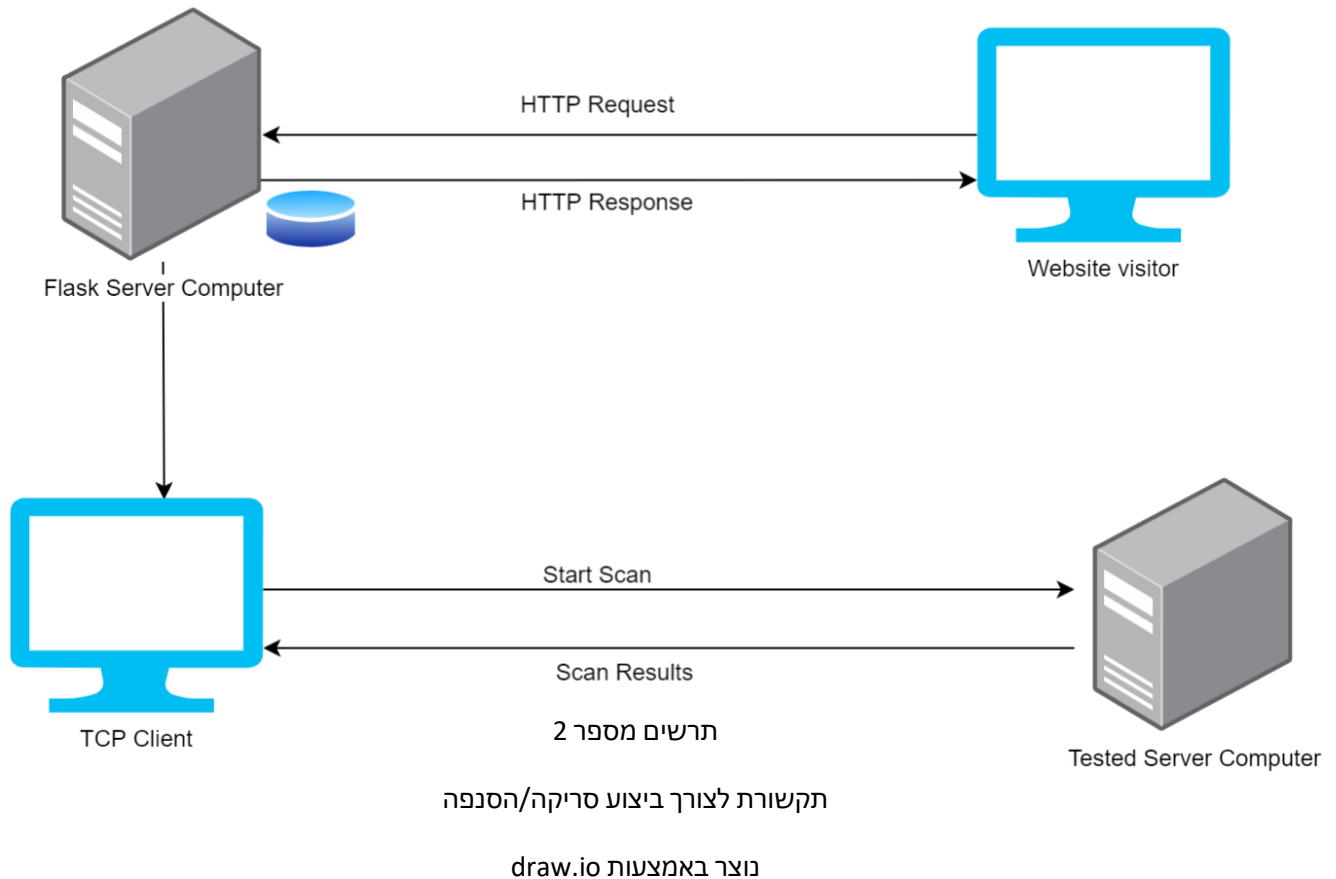 HTTP Request
HTTP Response
Flask Server Computer
Website visitor
Start Scan
Scan Results
TCP Client
Tested Server Computer
תרשים מספר 2
תקשורת לצורך ביצוע סריקה/הסנפה
נוצר באמצעות draw.io